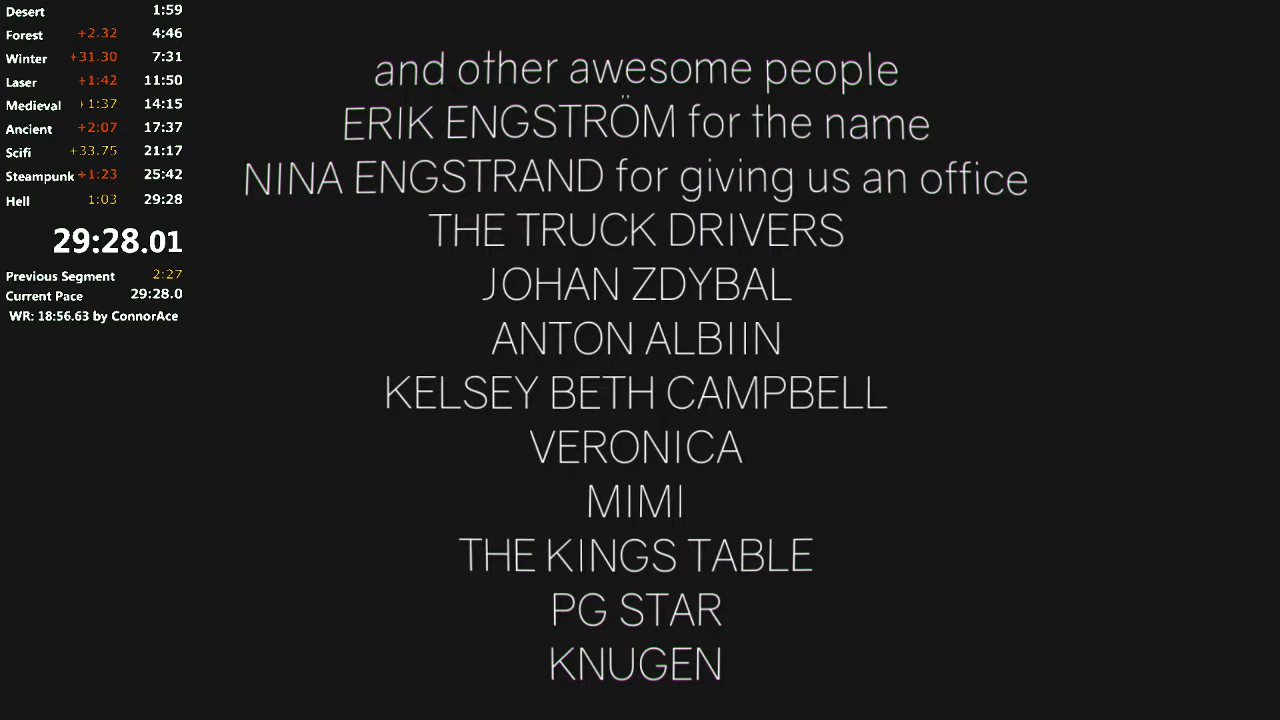 Desert 1:59
Forest +2.32 4:46
Winter +31.30 7:31
Laser +1:42 11:50
Medieval +1:37 14:15
Ancient +2:07 17:37
Scifi +33.75 21:17
Steampunk +1:23 25:42
Hell 1:03 29:28
29:28.01
Previous Segment 2:27
Current Pace 29:28.0
WR: 18:56.63 by ConnorAce
and other awesome people
ERIK ENGSTRÖM for the name
NINA ENGSTRAND for giving us an office
THE TRUCK DRIVERS
JOHAN ZDYBAL
ANTON ALBIIN
KELSEY BETH CAMPBELL
VERONICA
MIMI
THE KINGS TABLE
PG STAR
KNUGEN